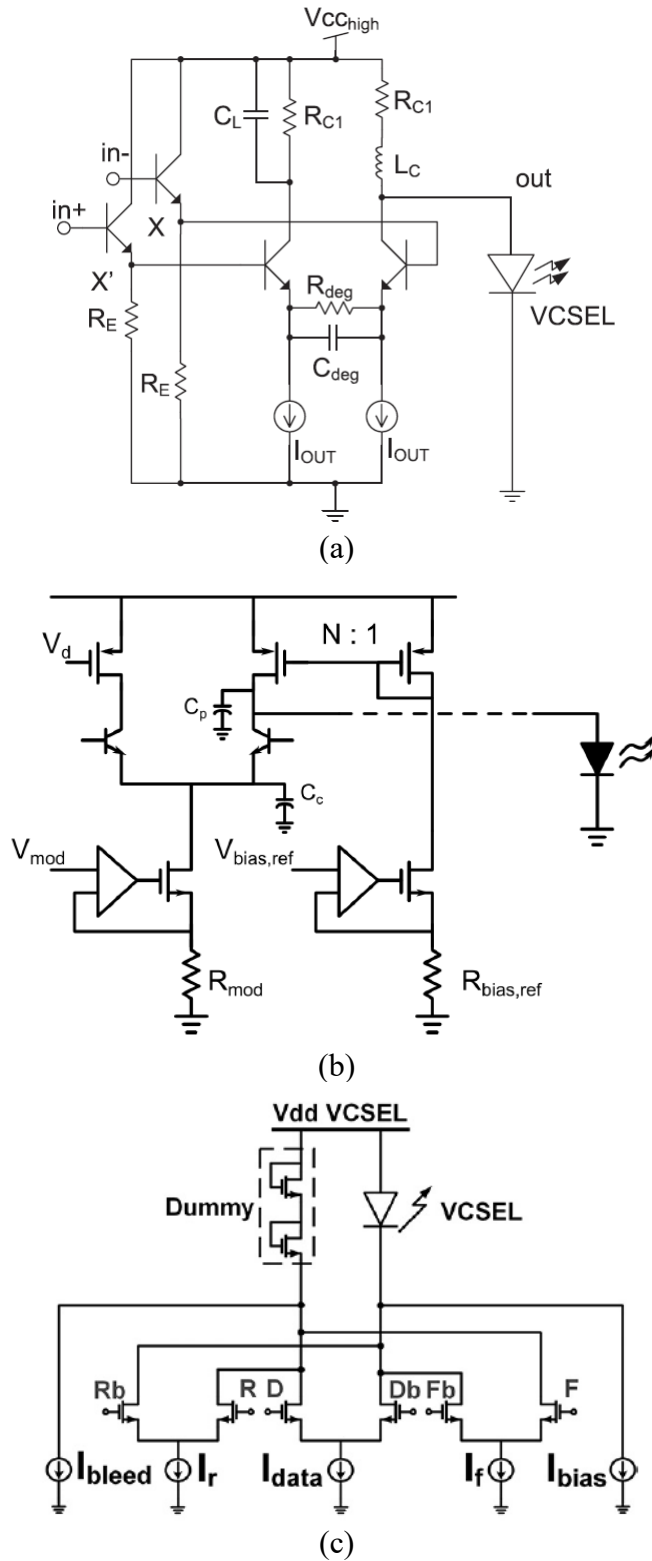 Vcc_high
C_L
R_C1
R_C1
L_C
in-
in+
out
X
X'
R_deg
VCSEL
R_E
C_deg
R_E
I_OUT
I_OUT
(a)
V_d
N : 1
C_p
C_c
V_mod
V_bias,ref
R_mod
R_bias,ref
(b)
Vdd VCSEL
Dummy
VCSEL
Rb
R
D
Db
Fb
F
I_bleed
I_r
I_data
I_f
I_bias
(c)